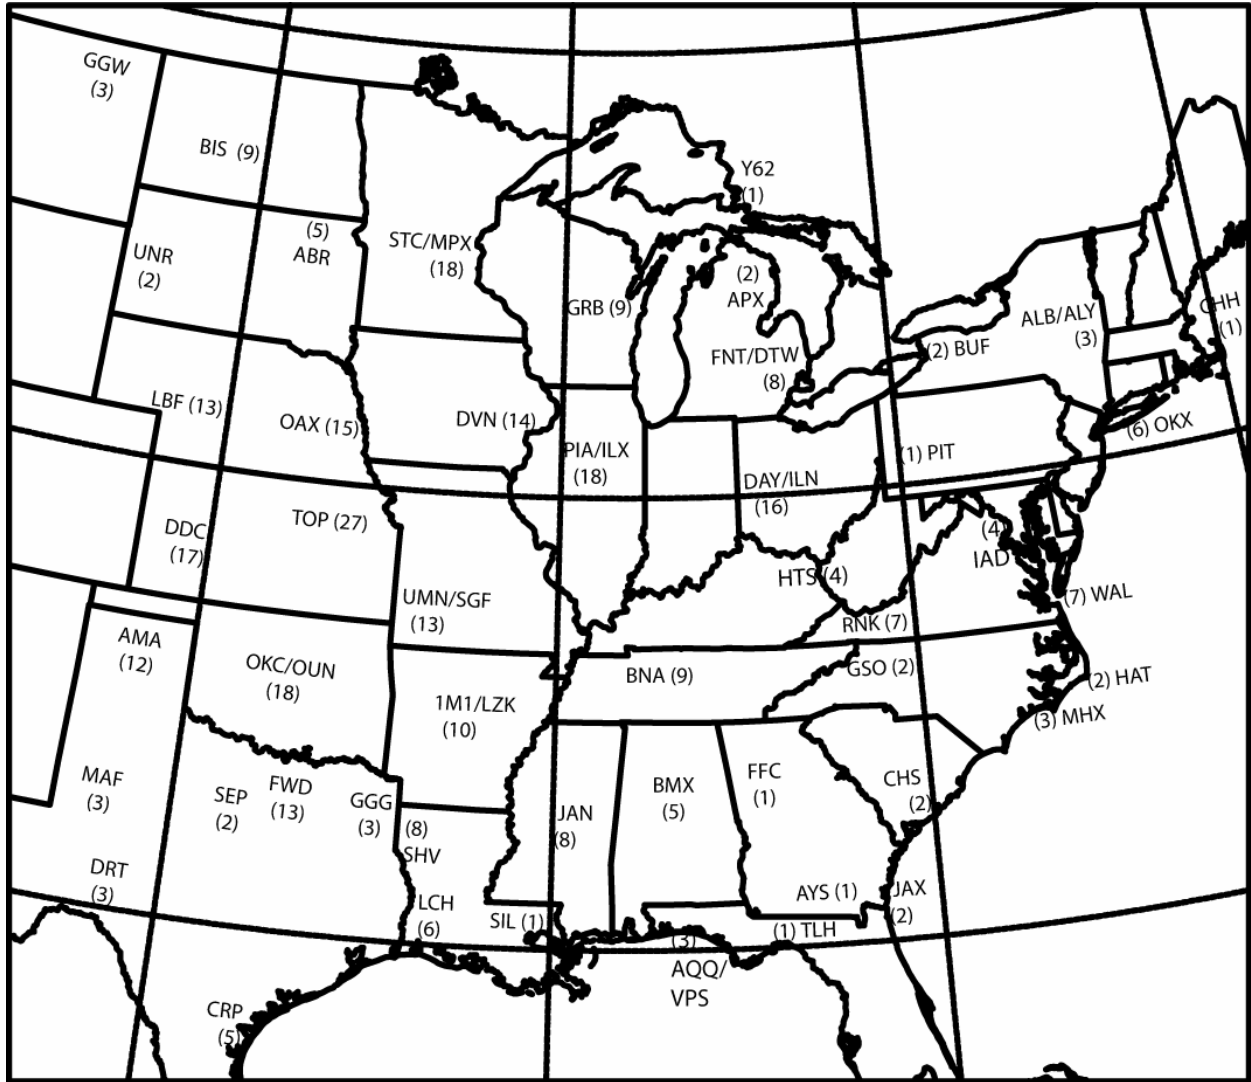 GGW
(3)
BIS (9)
Y62
(1)
(5)
ABR
STC/MPX
(18)
UNR
(2)
(2)
APX
GRB (9)
CHH
(1)
ALB/ALY
(3)
FNT/DTW
(8)
(2) BUF
LBF (13)
OAX (15)
DVN (14)
(6) OKX
PIA/ILX
(18)
(1) PIT
DAY/ILN
(16)
DDC
(17)
TOP (27)
(4)
IAD
HTS (4)
UMN/SGF
(13)
(7) WAL
RNK (7)
AMA
(12)
OKC/OUN
(18)
BNA (9)
GSO (2)
(2) HAT
1M1/LZK
(10)
(3) MHX
MAF
(3)
SEP
(2)
FWD
(13)
GGG
(3)
(8)
SHV
JAN
(8)
BMX
(5)
FFC
(1)
CHS
(2)
DRT
(3)
LCH
(6)
SIL (1)
AYS (1)
JAX
(2)
(1) TLH
(3)
AQQ/
VPS
CRP
(5)